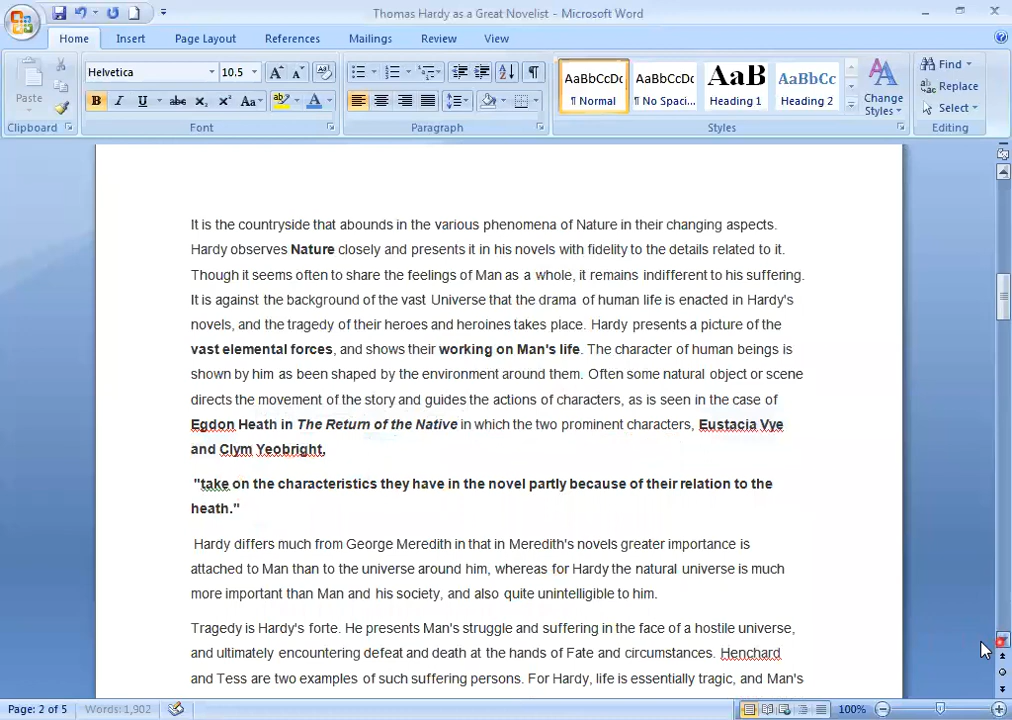 Thomas Hardy as a Great Novelist - Microsoft Word
Home Insert Page Layout References Mailings Review View
Paste
Helvetica 10.5
B I U abc X₂ X² Aa A
AaBbCcDc AaBbCcDc AaB AaBbCc
¶ Normal ¶ No Spaci... Heading 1 Heading 2
Change Styles
Find
Replace
Select
Clipboard Font Paragraph Styles Editing
It is the countryside that abounds in the various phenomena of Nature in their changing aspects.
Hardy observes Nature closely and presents it in his novels with fidelity to the details related to it.
Though it seems often to share the feelings of Man as a whole, it remains indifferent to his suffering.
It is against the background of the vast Universe that the drama of human life is enacted in Hardy's
novels, and the tragedy of their heroes and heroines takes place. Hardy presents a picture of the
vast elemental forces, and shows their working on Man's life. The character of human beings is
shown by him as been shaped by the environment around them. Often some natural object or scene
directs the movement of the story and guides the actions of characters, as is seen in the case of
Egdon Heath in The Return of the Native in which the two prominent characters, Eustacia Vye
and Clym Yeobright,
"take on the characteristics they have in the novel partly because of their relation to the
heath."
Hardy differs much from George Meredith in that in Meredith's novels greater importance is
attached to Man than to the universe around him, whereas for Hardy the natural universe is much
more important than Man and his society, and also quite unintelligible to him.
Tragedy is Hardy's forte. He presents Man's struggle and suffering in the face of a hostile universe,
and ultimately encountering defeat and death at the hands of Fate and circumstances. Henchard
and Tess are two examples of such suffering persons. For Hardy, life is essentially tragic, and Man's
Page: 2 of 5 Words: 1,902 100%